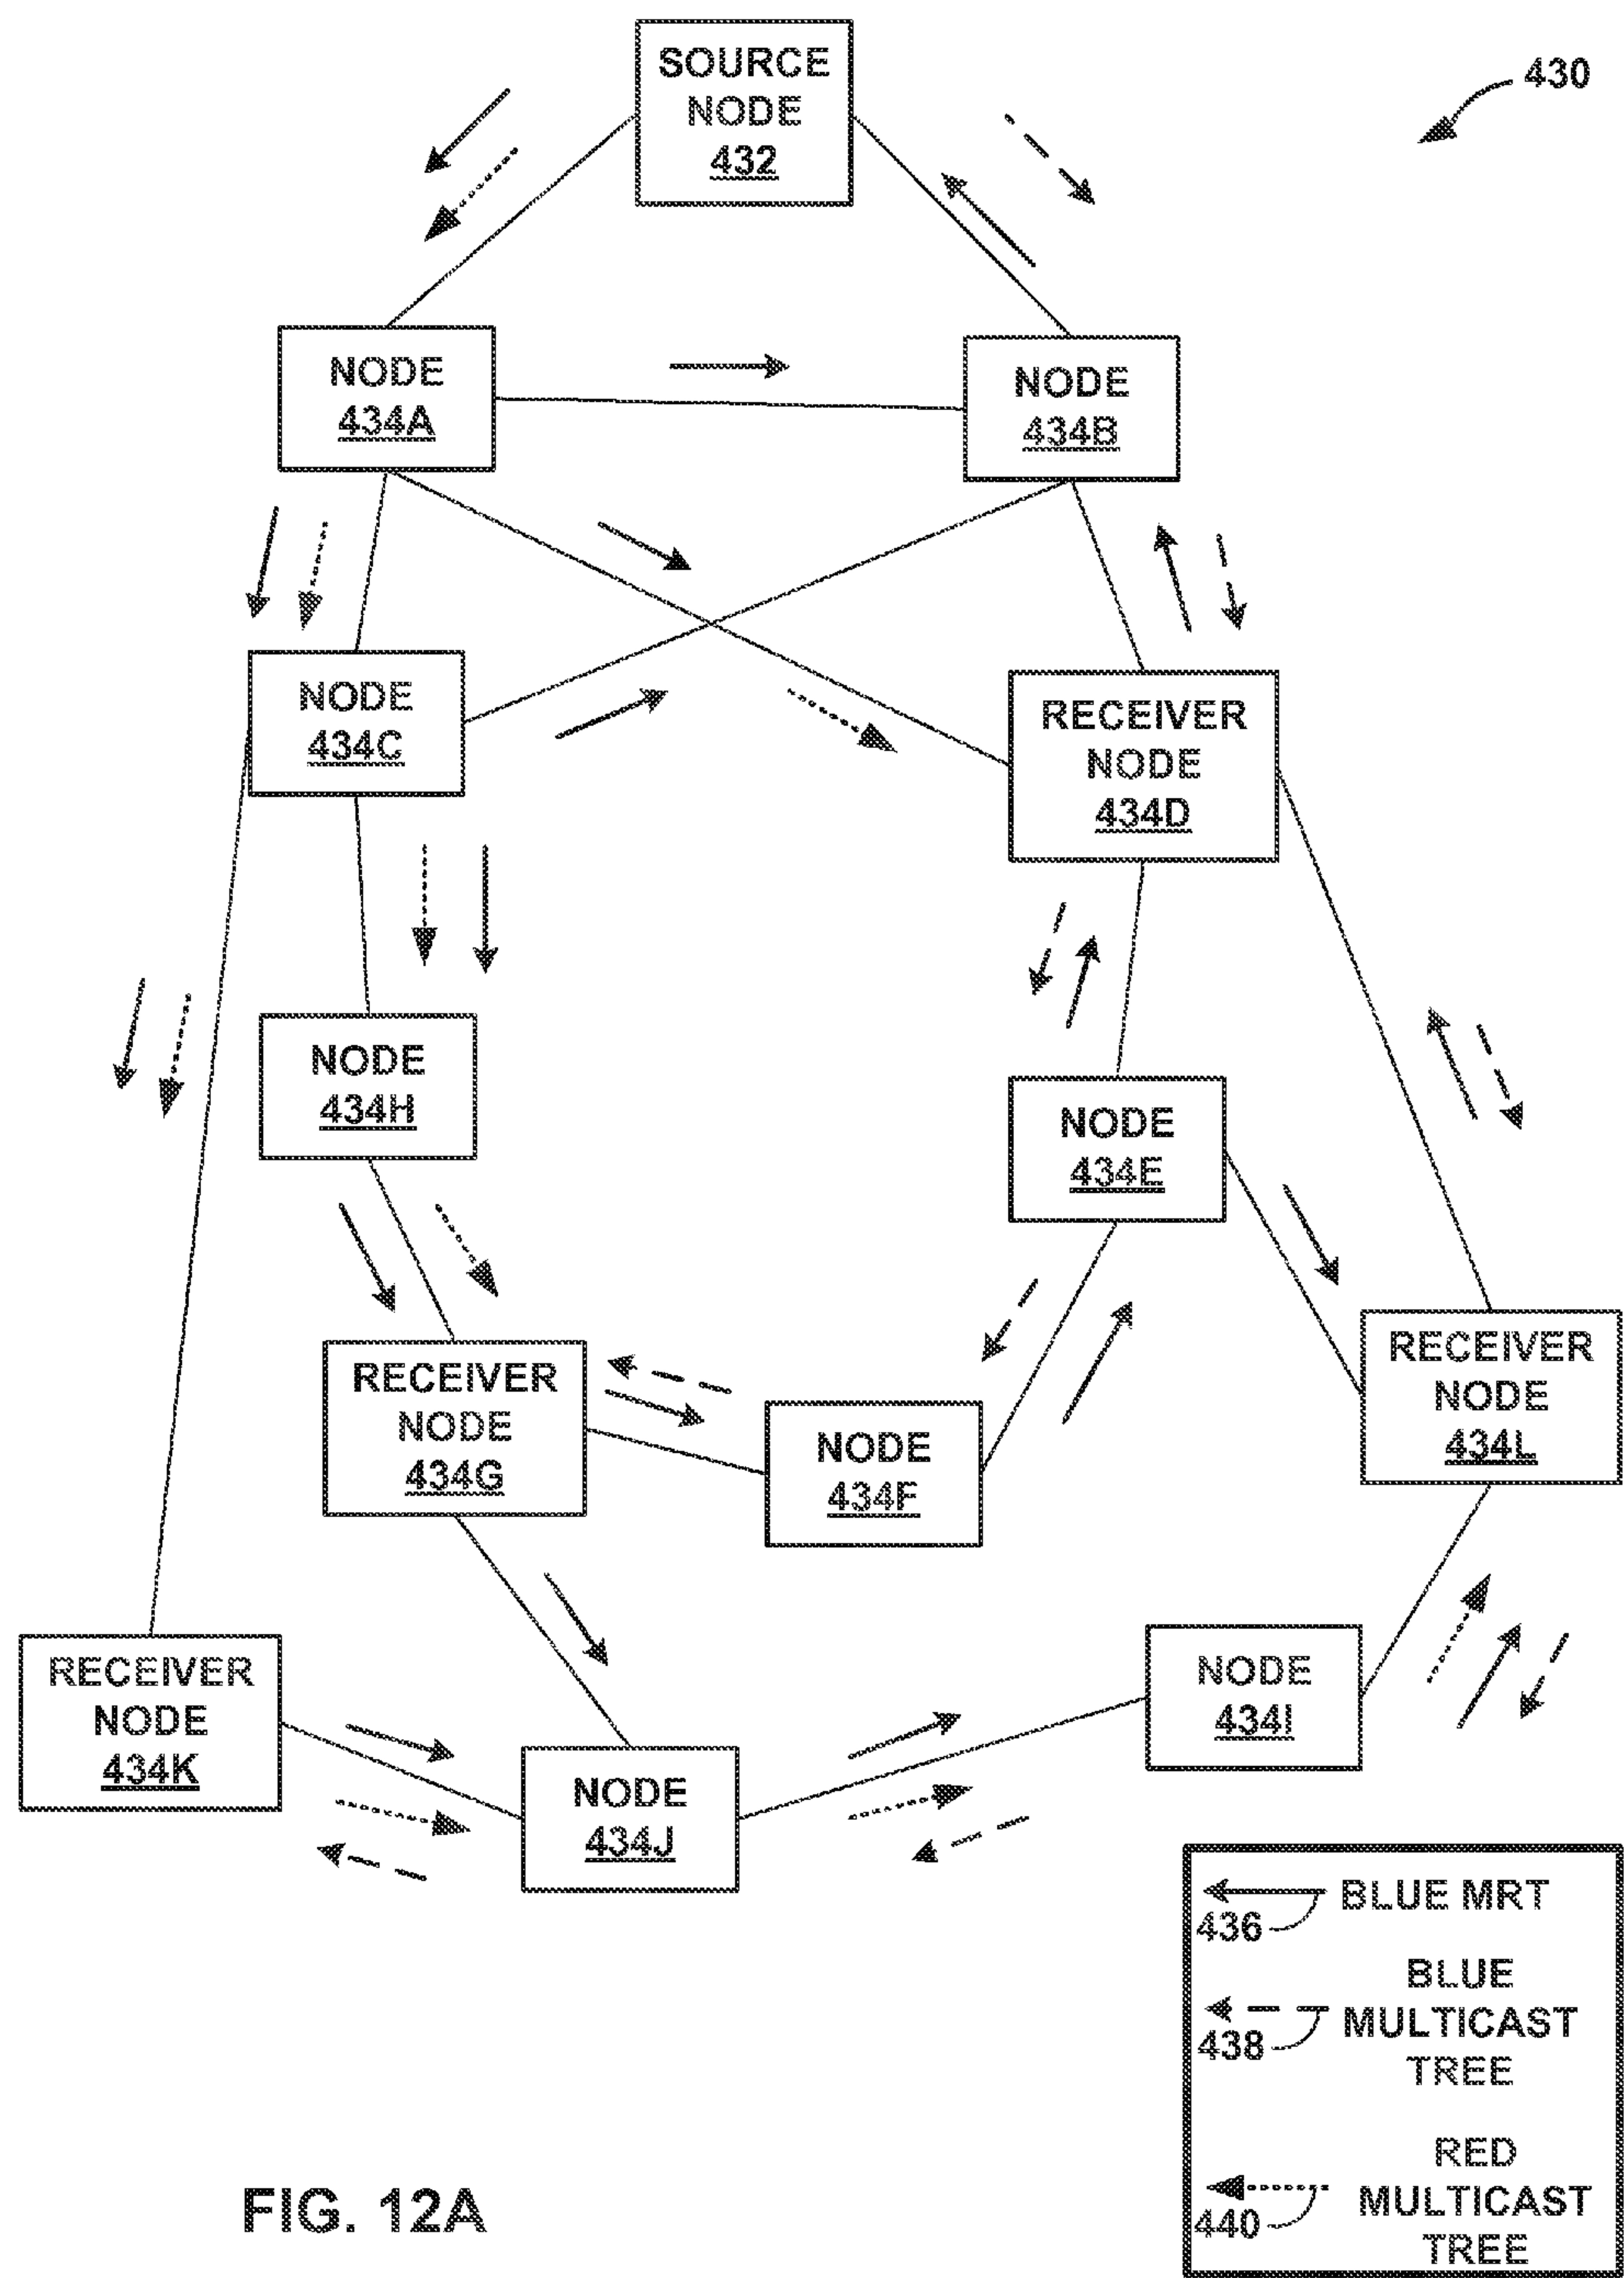 SOURCE
NODE
432
430
NODE
434A
NODE
434B
NODE
434C
RECEIVER
NODE
434D
NODE
434H
NODE
434E
RECEIVER
NODE
434G
NODE
434F
RECEIVER
NODE
434L
RECEIVER
NODE
434K
NODE
434J
NODE
434I
436
BLUE MRT
438
BLUE
MULTICAST
TREE
440
RED
MULTICAST
TREE
FIG. 12A